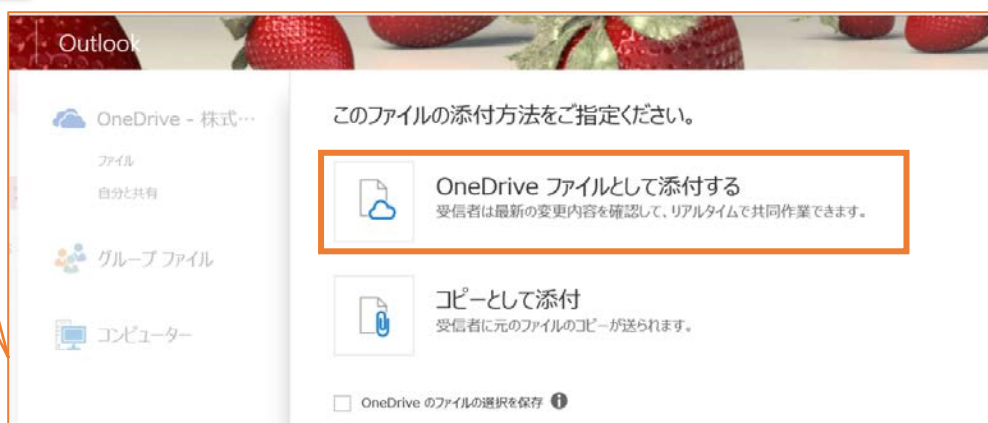 Outlook
OneDrive - 株式…
ファイル
自分と共有
グループ ファイル
コンピューター
このファイルの添付方法をご指定ください。
OneDrive ファイルとして添付する
受信者は最新の変更内容を確認して、リアルタイムで共同作業できます。
コピーとして添付
受信者に元のファイルのコピーが送られます。
OneDrive のファイルの選択を保存